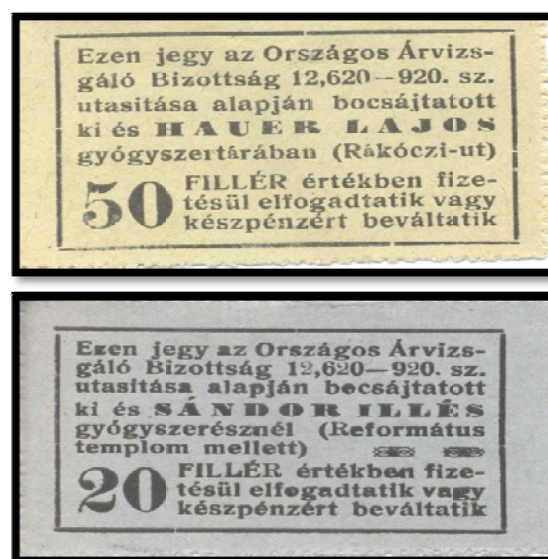 Ezen jegy az Országos Árvizs-
gáló Bizottság 12,620—920. sz.
utasitása alapján bocsájtatott
ki és HAUER LAJOS
gyógyszertárában (Rákóczi-ut)
50 FILLÉR értékben fize-
tésül elfogadtatik vagy
készpénzért beváltatik
Ezen jegy az Országos Árvizs-
gáló Bizottság 12,620—920. sz.
utasitása alapján bocsájtatott
ki és SÁNDOR ILLÉS
gyógyszerésznél (Református
templom mellett)
20 FILLÉR értékben fize-
tésül elfogadtatik vagy
készpénzért beváltatik